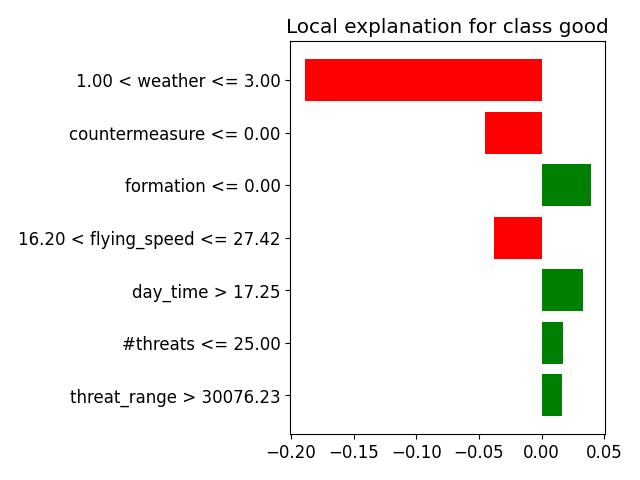 Local explanation for class good
1.00 < weather <= 3.00
countermeasure <= 0.00
formation <= 0.00
16.20 < flying_speed <= 27.42
day_time > 17.25
#threats <= 25.00
threat_range > 30076.23
−0.20 −0.15 −0.10 −0.05 0.00 0.05